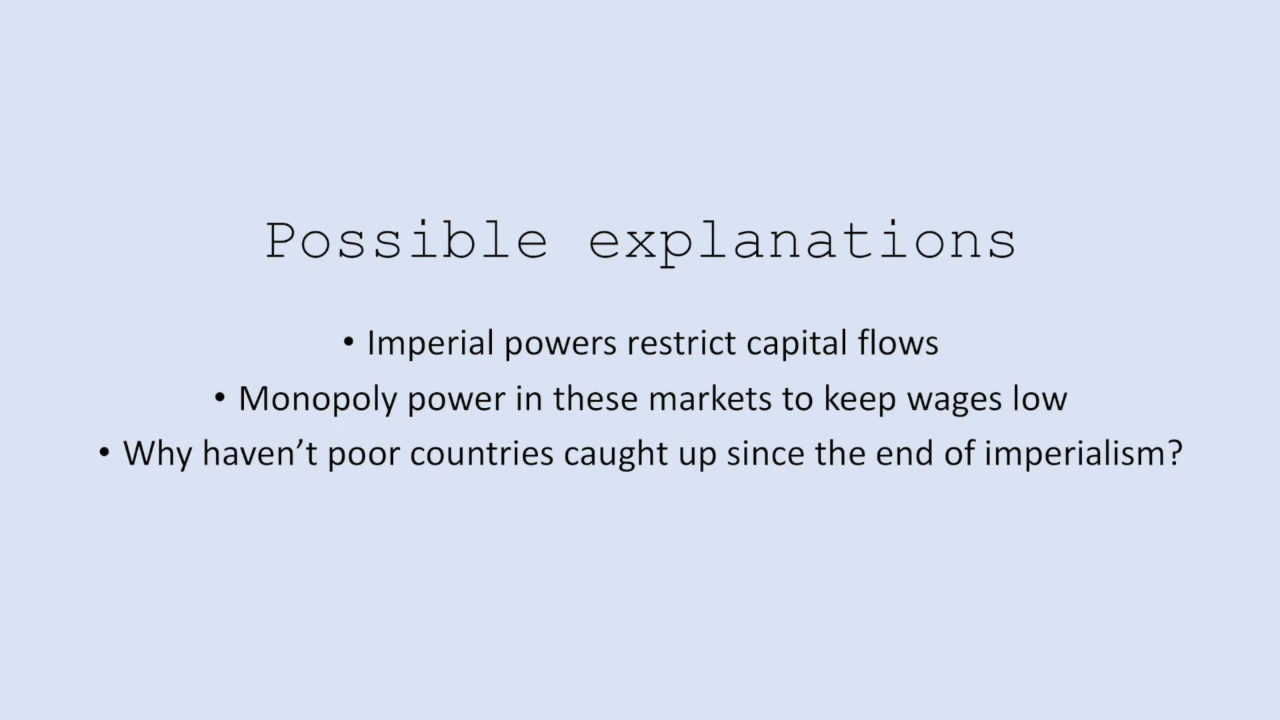 Possible explanations
• Imperial powers restrict capital flows
• Monopoly power in these markets to keep wages low
• Why haven’t poor countries caught up since the end of imperialism?